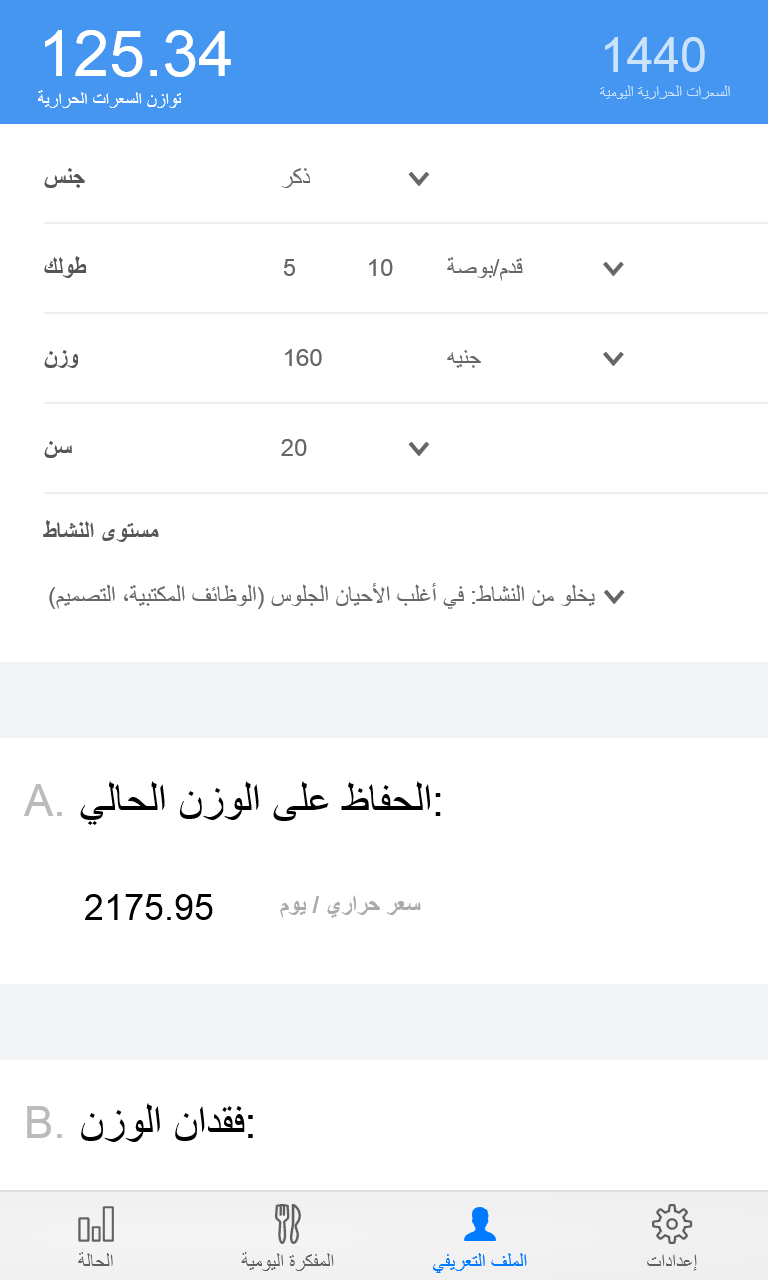 125.34
توازن السعرات الحرارية
1440
السعرات الحرارية اليومية
جنس ذكر
طولك 5 10 قدم/بوصة
وزن 160 جنيه
سن 20
مستوى النشاط
يخلو من النشاط: في أغلب الأحيان الجلوس (الوظائف المكتبية، التصميم)
A. الحفاظ على الوزن الحالي:
2175.95 سعر حراري / يوم
B. فقدان الوزن:
الحالة
المفكرة اليومية
الملف التعريفي
إعدادات